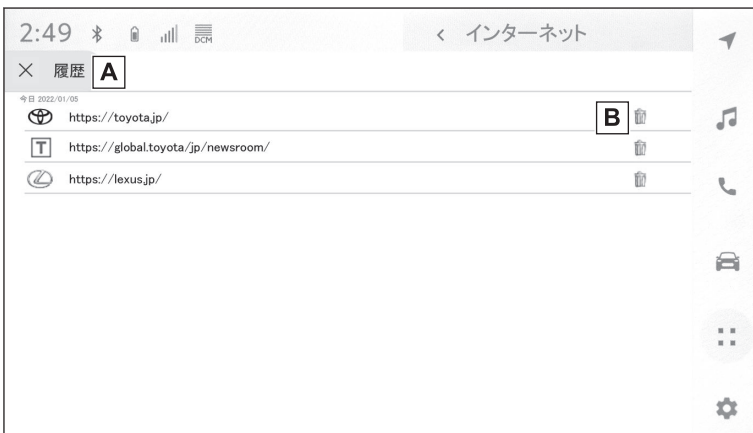 2:49 DCM < インターネット
× 履歴 A
今日 2022/01/05
https://toyota.jp/ B
T https://global.toyota/jp/newsroom/
https://lexus.jp/